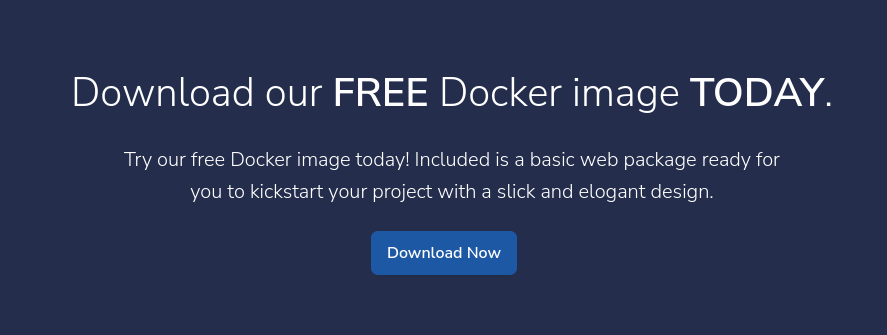 Download our FREE Docker image TODAY.
Try our free Docker image today! Included is a basic web package ready for
you to kickstart your project with a slick and elogant design.
Download Now